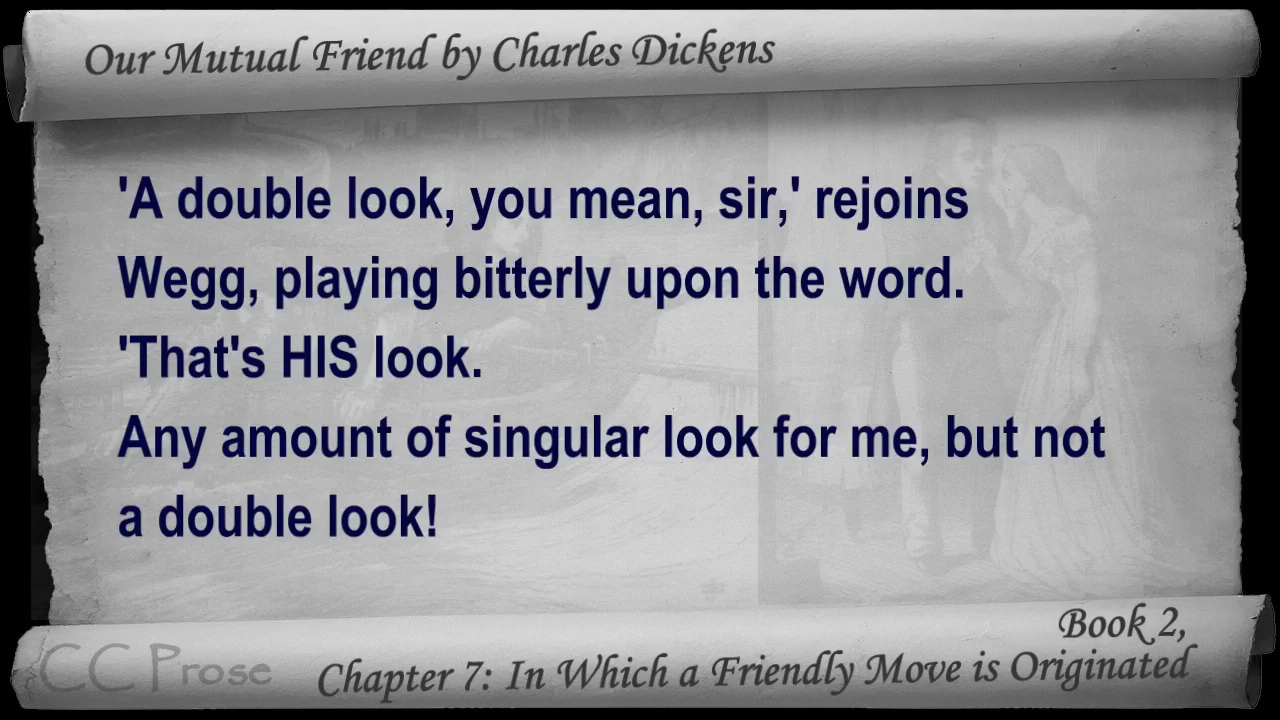 Our Mutual Friend by Charles Dickens
'A double look, you mean, sir,' rejoins
Wegg, playing bitterly upon the word.
'That's HIS look.
Any amount of singular look for me, but not
a double look!
Book 2,
CC Prose
Chapter 7: In Which a Friendly Move is Originated